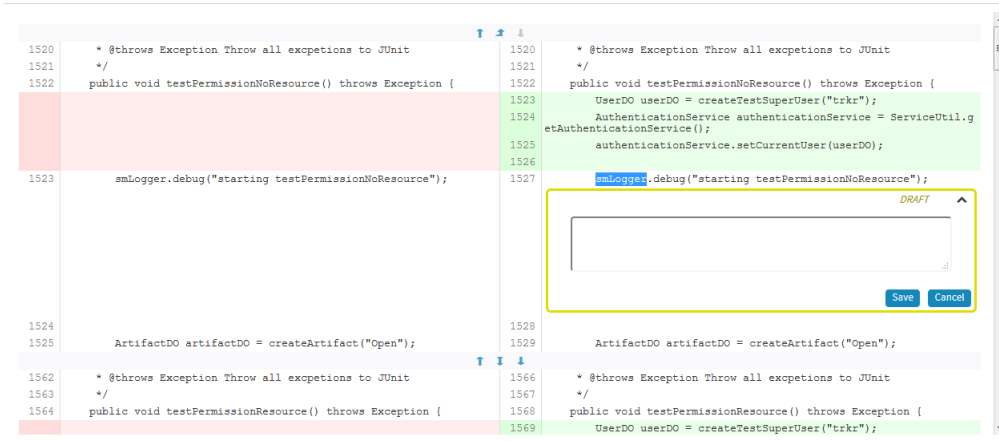 1520 * @throws Exception Throw all excpetions to JUnit 1520 * @throws Exception Throw all excpetions to JUnit
1521 */ 1521 */
1522 public void testPermissionNoResource() throws Exception { 1522 public void testPermissionNoResource() throws Exception {
1523 UserDO userDO = createTestSuperUser("trkr");
1524 AuthenticationService authenticationService = ServiceUtil.g
etAuthenticationService();
1525 authenticationService.setCurrentUser(userDO);
1526
1523 smLogger.debug("starting testPermissionNoResource"); 1527 smLogger.debug("starting testPermissionNoResource");
DRAFT
Save Cancel
1524 1528
1525 ArtifactDO artifactDO = createArtifact("Open"); 1529 ArtifactDO artifactDO = createArtifact("Open");
1562 * @throws Exception Throw all excpetions to JUnit 1566 * @throws Exception Throw all excpetions to JUnit
1563 */ 1567 */
1564 public void testPermissionResource() throws Exception { 1568 public void testPermissionResource() throws Exception {
1569 UserDO userDO = createTestSuperUser("trkr");